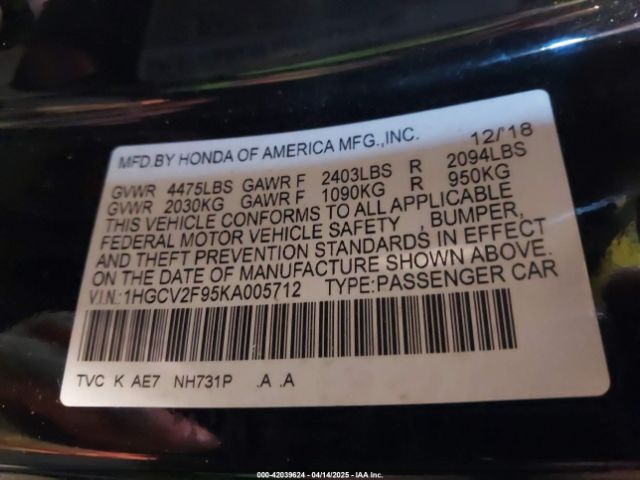 MFD.BY HONDA OF AMERICA MFG.,INC. 12/18
GVWR 4475LBS GAWR F 2403LBS R 2094LBS
GVWR 2030KG GAWR F 1090KG R 950KG
THIS VEHICLE CONFORMS TO ALL APPLICABLE
FEDERAL MOTOR VEHICLE SAFETY , BUMPER,
AND THEFT PREVENTION STANDARDS IN EFFECT
ON THE DATE OF MANUFACTURE SHOWN ABOVE.
V.I.N.:1HGCV2F95KA005712 TYPE:PASSENGER CAR
TVC K AE7 NH731P .A .A
000-42039624 - 04/14/2025 - IAA Inc.